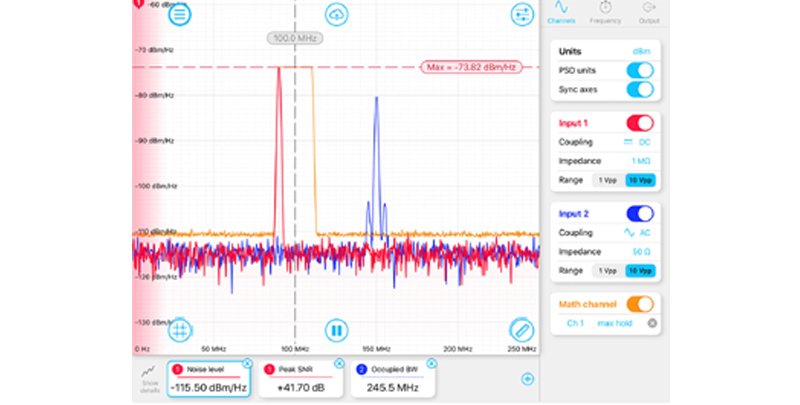 -60 dBm/Hz
100.0 MHz
-70 dBm/Hz
Max = -73.82 dBm/Hz
-80 dBm/Hz
-90 dBm/Hz
-100 dBm/Hz
-110 dBm/Hz
-120 dBm/Hz
-130 dBm/Hz
0 Hz 50 MHz 100 MHz 150 MHz 200 MHz 250 MHz
Show details
1 Noise level
-115.50 dBm/Hz
1 Peak SNR
+41.70 dB
2 Occupied BW
245.5 MHz
Channels Frequency Output
Units dBm
PSD units
Sync axes
Input 1
Coupling DC
Impedance 1 MΩ
Range 1 Vpp 10 Vpp
Input 2
Coupling AC
Impedance 50 Ω
Range 1 Vpp 10 Vpp
Math channel
Ch 1 max hold